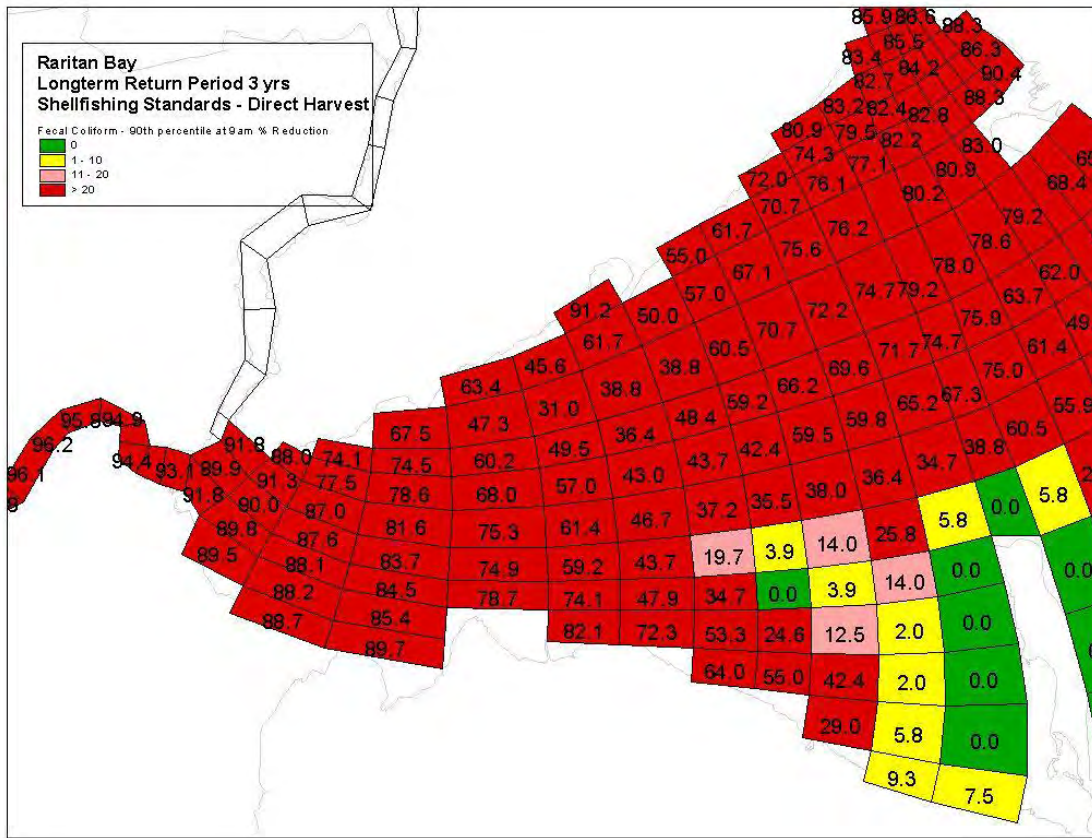 Raritan Bay
Longterm Return Period 3 yrs
Shellfishing Standards - Direct Harvest
Fecal Coliform - 90th percentile at 9am % Reduction
0
1 - 10
11 - 20
> 20
85.9 86.6 88.3
83.4 85.5 86.3
82.7 84.2 90.4
83.2 82.4 82.8 88.3
80.9 79.5 82.2 83.0
74.3 77.1 80.9 68.4
72.0 76.1 80.2
70.7 76.2 79.2
61.7 75.6 78.6
55.0 67.1 78.0 62.0
57.0 74.7 79.2 63.7
91.2 50.0 72.2 75.9
61.7 60.5 70.7 71.7 74.7 61.4
45.6 38.8 69.6 75.0
63.4 38.8 66.2 67.3
31.0 59.2 65.2 55.9
95.8 94.9 67.5 47.3 48.4 59.8 60.5
96.2 91.8 36.4 59.5 38.8
94.4 93.1 89.9 88.0 74.1 74.5 60.2 49.5 42.4 34.7
96.1 91.3 77.5 43.7 36.4
91.8 90.0 87.0 78.6 68.0 57.0 43.0 38.0 5.8
89.8 87.6 81.6 75.3 61.4 46.7 37.2 35.5 25.8 5.8 0.0
89.5 88.1 83.7 74.9 59.2 43.7 19.7 3.9 14.0
88.2 84.5 78.7 74.1 47.9 34.7 0.0 3.9 14.0 0.0 0.0
88.7 85.4 82.1 72.3 53.3 24.6 12.5 2.0 0.0
89.7 64.0 55.0 42.4 2.0 0.0
29.0 5.8 0.0
9.3 7.5